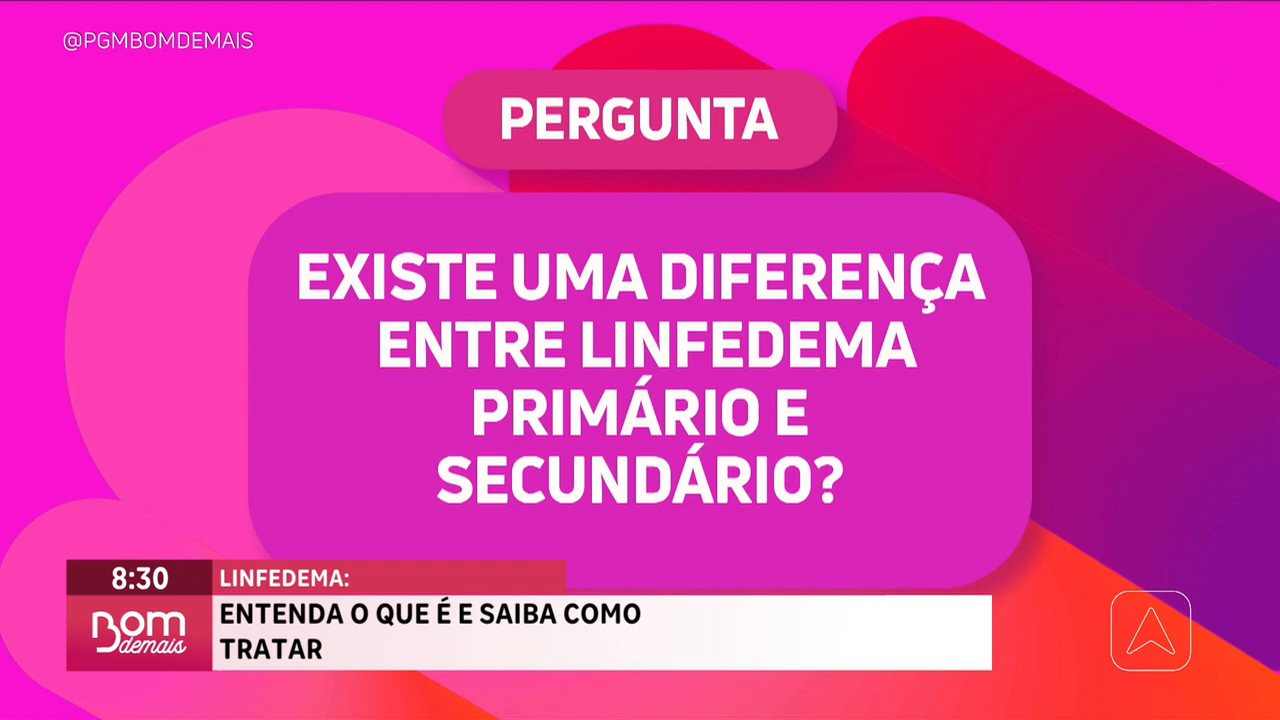 @PGMBOMDEMAIS
PERGUNTA
EXISTE UMA DIFERENÇA
ENTRE LINFEDEMA
PRIMÁRIO E
SECUNDÁRIO?
8:30
LINFEDEMA:
Bom
demais
ENTENDA O QUE É E SAIBA COMO
TRATAR